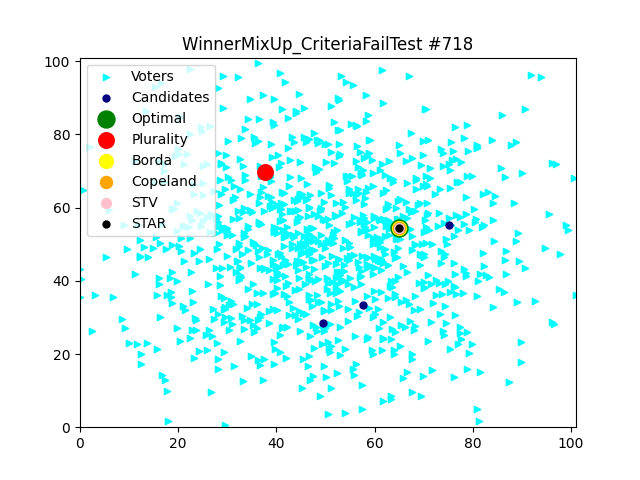 WinnerMixUp_CriteriaFailTest #718
100
80
60
40
20
0
Voters
Candidates
Optimal
Plurality
Borda
Copeland
STV
STAR
0 20 40 60 80 100